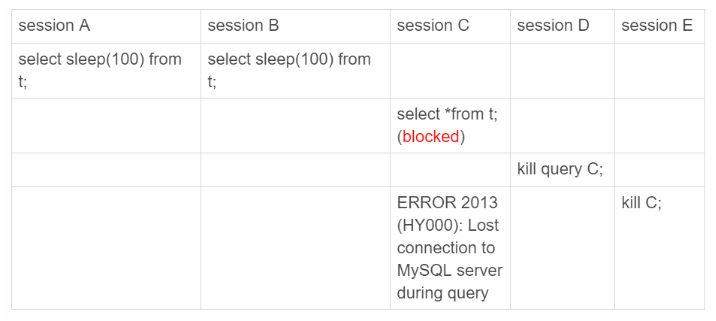 session A
session B
session C
session D
session E
select sleep(100) from
t;
select sleep(100) from
t;
select *from t;
(blocked)
kill query C;
ERROR 2013
(HY000): Lost
connection to
MySQL server
during query
kill C;